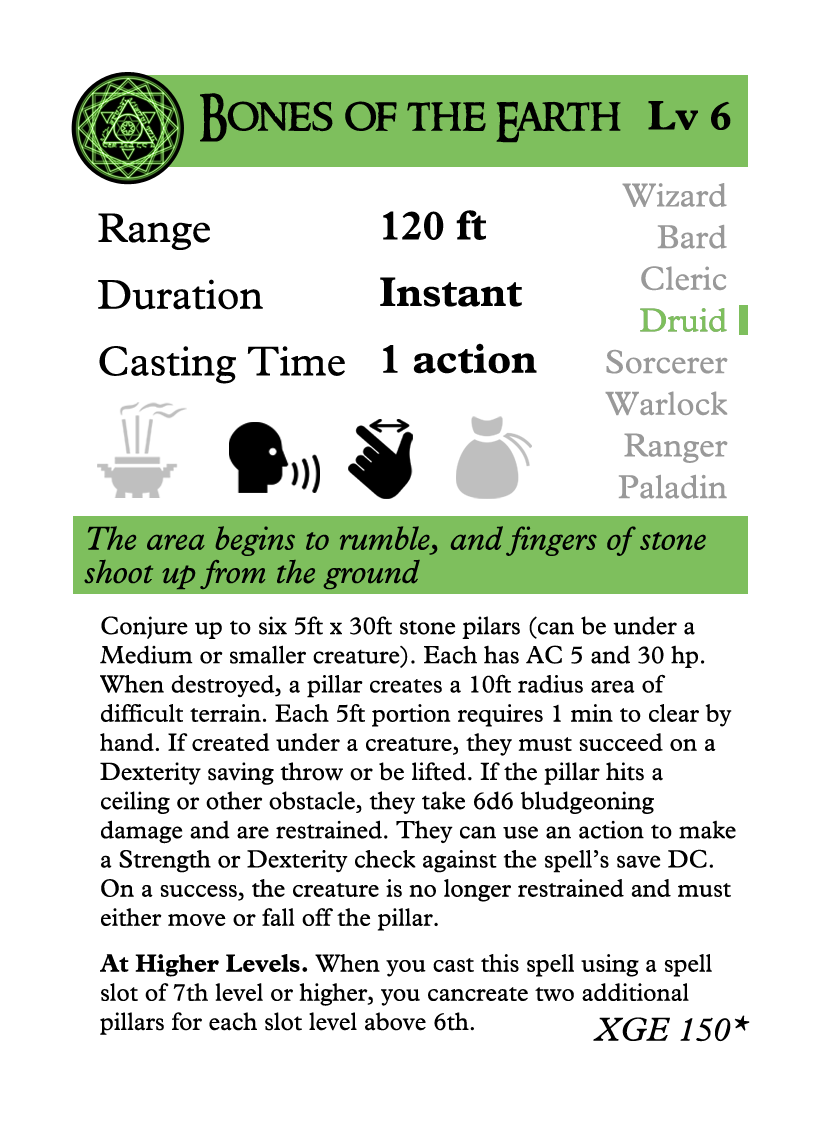 BONES OF THE EARTH Lv 6
Range 120 ft
Duration Instant
Casting Time 1 action
Wizard
Bard
Cleric
Druid
Sorcerer
Warlock
Ranger
Paladin
The area begins to rumble, and fingers of stone
shoot up from the ground
Conjure up to six 5ft x 30ft stone pilars (can be under a
Medium or smaller creature). Each has AC 5 and 30 hp.
When destroyed, a pillar creates a 10ft radius area of
difficult terrain. Each 5ft portion requires 1 min to clear by
hand. If created under a creature, they must succeed on a
Dexterity saving throw or be lifted. If the pillar hits a
ceiling or other obstacle, they take 6d6 bludgeoning
damage and are restrained. They can use an action to make
a Strength or Dexterity check against the spell’s save DC.
On a success, the creature is no longer restrained and must
either move or fall off the pillar.
At Higher Levels. When you cast this spell using a spell
slot of 7th level or higher, you cancreate two additional
pillars for each slot level above 6th.
XGE 150*